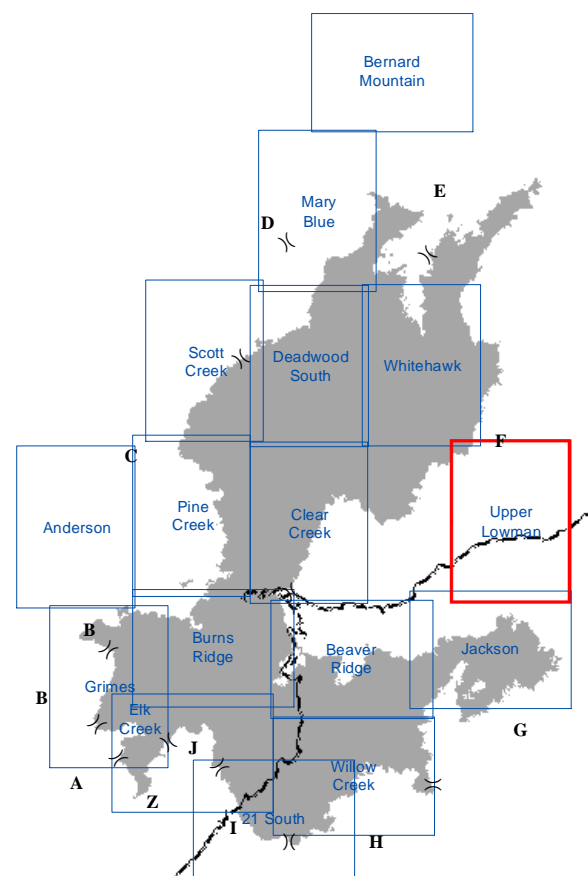 Bernard
Mountain
E
Mary
Blue
D
Scott
Creek
Deadwood
South
Whitehawk
F
C
Anderson
Pine
Creek
Clear
Creek
Upper
Lowman
B
Burns
Ridge
Beaver
Ridge
Jackson
B
Grimes
Elk
Creek
G
J
A
Z
Willow
Creek
I
21 South
H